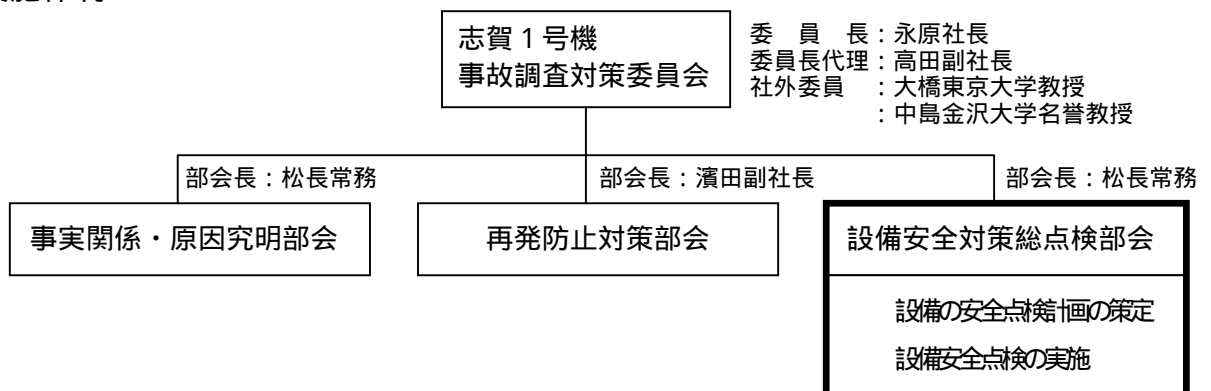 志賀1号機
事故調査対策委員会
委員長：永原社長
委員長代理：高田副社長
社外委員：大橋東京大学教授
：中島金沢大学名誉教授
部会長：松長常務
部会長：濱田副社長
部会長：松長常務
事実関係・原因究明部会
再発防止対策部会
設備安全対策総点検部会
設備の安全点検計画の策定
設備安全点検の実施